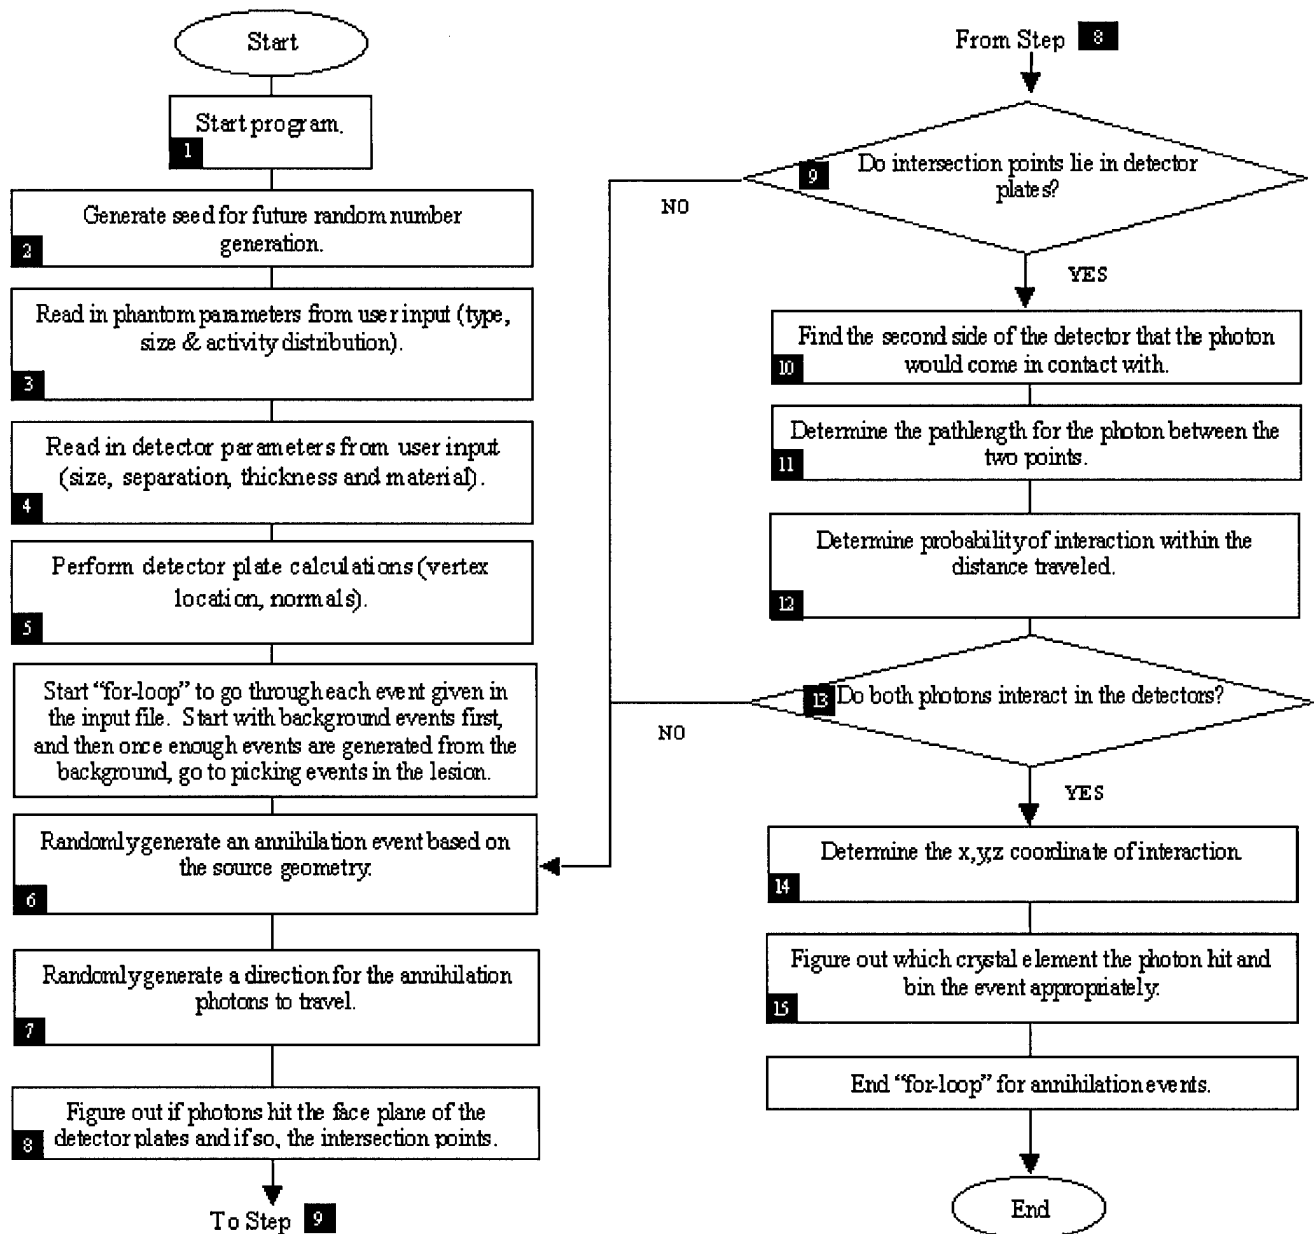 Start
Start program.
1
Generate seed for future random number
generation.
2
Read in phantom parameters from user input (type,
size & activity distribution).
3
Read in detector parameters from user input
(size, separation, thickness and material).
4
Perform detector plate calculations (vertex
location, normals).
5
Start “for-loop” to go through each event given in
the input file. Start with background events first,
and then once enough events are generated from the
background, go to picking events in the lesion.
Randomly generate an annihilation event based on
the source geometry.
6
Randomly generate a direction for the annihilation
photons to travel.
7
Figure out if photons hit the face plane of the
detector plates and if so, the intersection points.
8
To Step 9
From Step 8
Do intersection points lie in detector
plates?
9
NO
YES
Find the second side of the detector that the photon
would come in contact with.
10
Determine the pathlength for the photon between the
two points.
11
Determine probability of interaction within the
distance traveled.
12
13 Do both photons interact in the detectors?
NO
YES
Determine the x,y,z coordinate of interaction.
14
Figure out which crystal element the photon hit and
bin the event appropriately.
15
End “for-loop” for annihilation events.
End